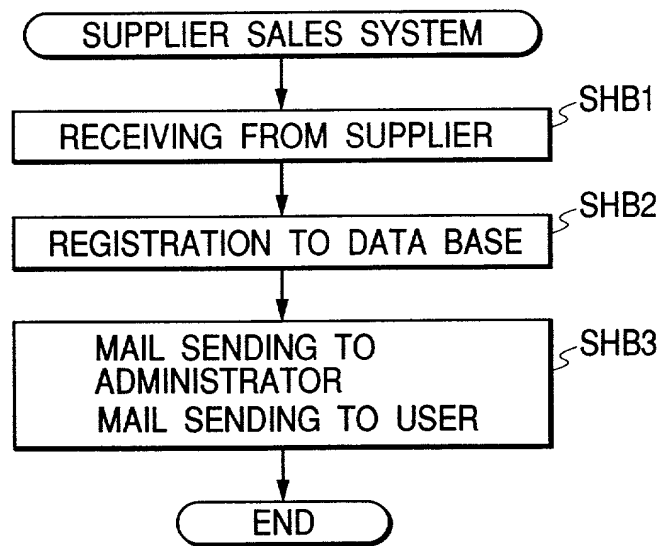 SUPPLIER SALES SYSTEM
SHB1
RECEIVING FROM SUPPLIER
SHB2
REGISTRATION TO DATA BASE
SHB3
MAIL SENDING TO
ADMINISTRATOR
MAIL SENDING TO USER
END